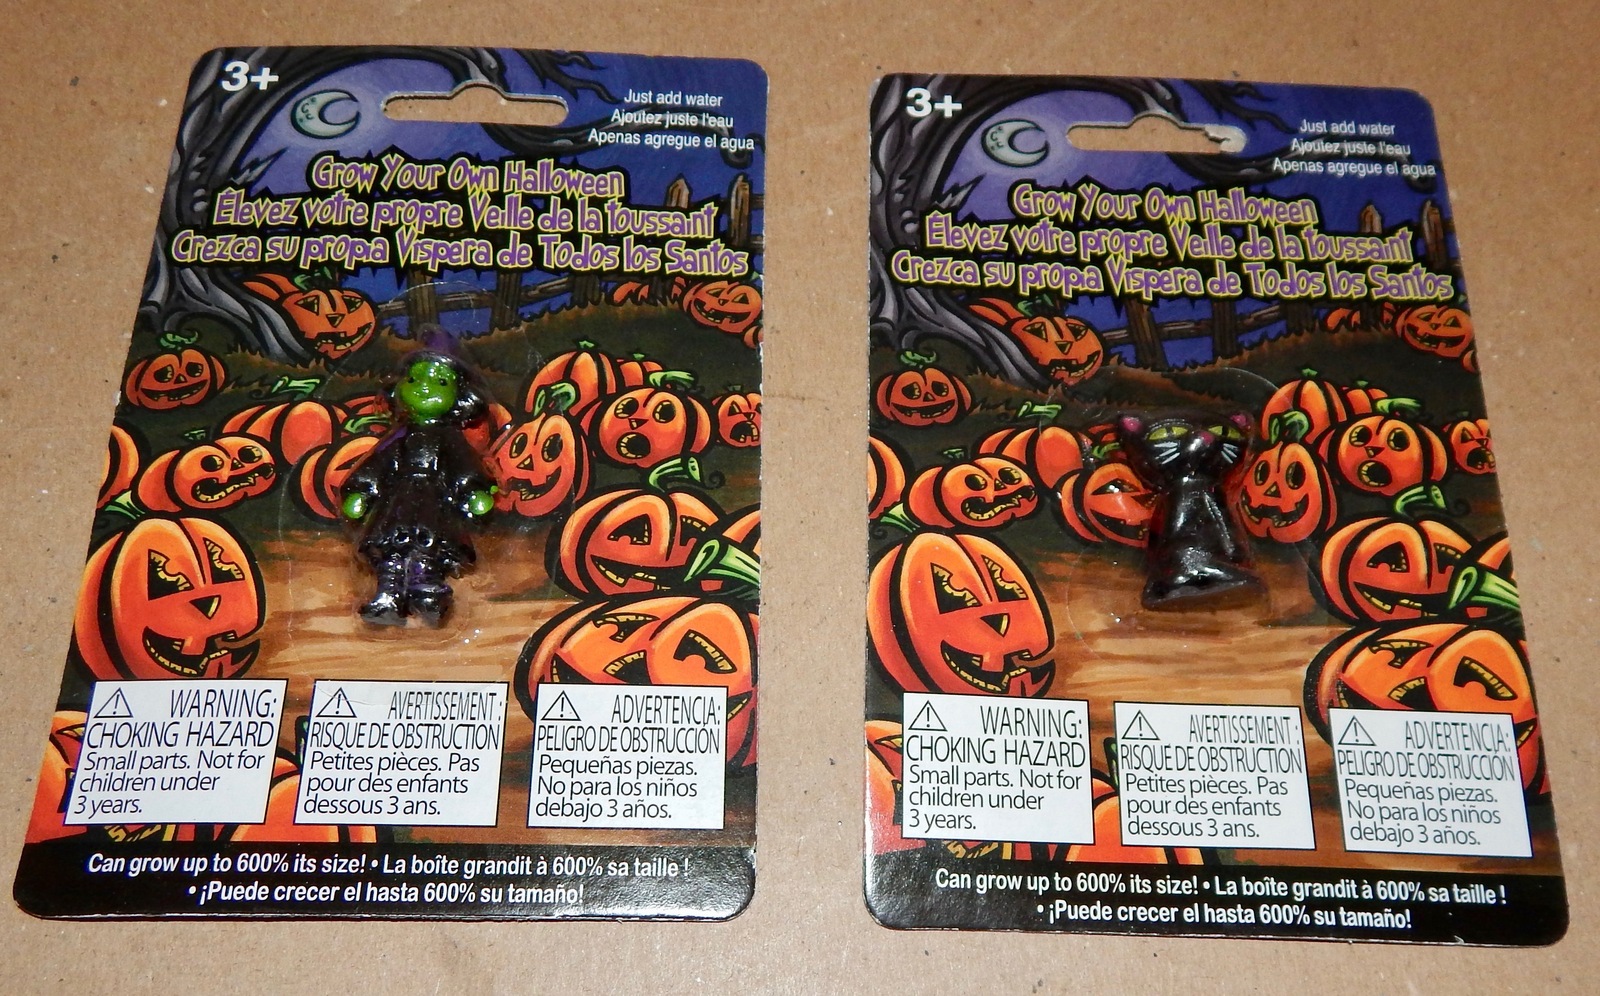 3+
Just add water
Ajoutez juste l'eau
Apenas agregue el agua
Grow Your Own Halloween
Élevez votre propre Veille de la toussaint
Crezca su propia Víspera de Todos los Santos
WARNING:
CHOKING HAZARD
Small parts. Not for
children under
3 years.
AVERTISSEMENT :
RISQUE DE OBSTRUCTION
Petites pièces. Pas
pour des enfants
dessous 3 ans.
ADVERTENCIA:
PELIGRO DE OBSTRUCCIÓN
Pequeñas piezas.
No para los niños
debajo 3 años.
Can grow up to 600% its size! • La boîte grandit à 600% sa taille !
• ¡Puede crecer el hasta 600% su tamaño!
3+
Just add water
Ajoutez juste l'eau
Apenas agregue el agua
Grow Your Own Halloween
Élevez votre propre Veille de la toussaint
Crezca su propia Víspera de Todos los Santos
WARNING:
CHOKING HAZARD
Small parts. Not for
children under
3 years.
AVERTISSEMENT :
RISQUE DE OBSTRUCTION
Petites pièces. Pas
pour des enfants
dessous 3 ans.
ADVERTENCIA:
PELIGRO DE OBSTRUCCIÓN
Pequeñas piezas.
No para los niños
debajo 3 años.
Can grow up to 600% its size! • La boîte grandit à 600% sa taille !
• ¡Puede crecer el hasta 600% su tamaño!